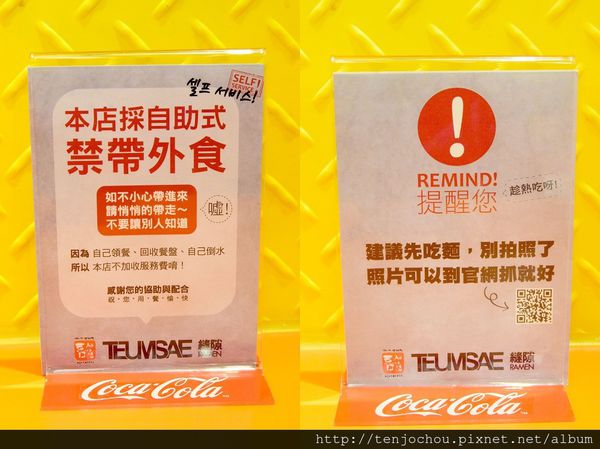 셀프 서비스!
SELF!
SERVICE
本店採自助式
禁帶外食
如不小心帶進來
請悄悄的帶走～
不要讓別人知道
噓!
因為 自己領餐、回收餐盤、自己倒水
所以 本店不加收服務費唷!
感謝您的協助與配合
祝·您·用·餐·愉·快
TEUMSAE 縫隙
RAMEN
Coca-Cola
!
REMIND!
提醒您
趁熱吃呀!
建議先吃麵，別拍照了
照片可以到官網抓就好
TEUMSAE 縫隙
RAMEN
Coca-Cola
http://tenjochou.pixnet.net/album